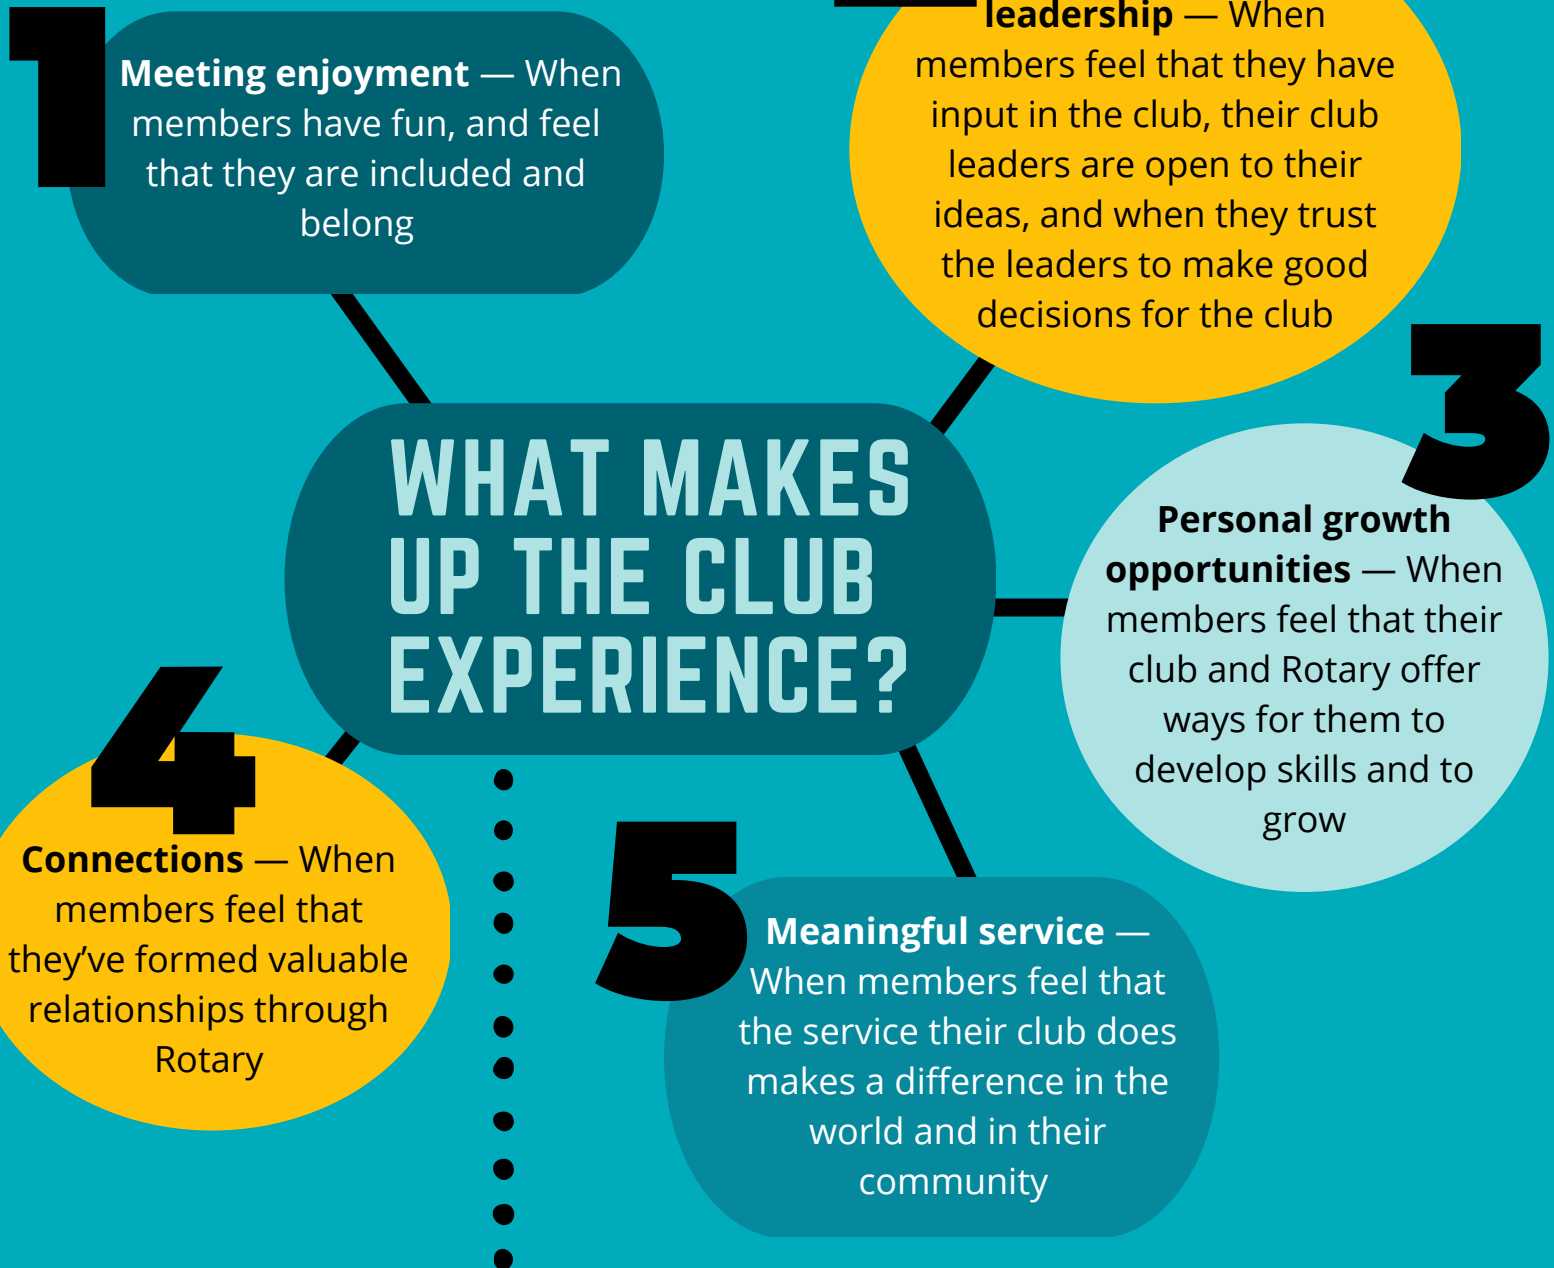 1
Meeting enjoyment — When
members have fun, and feel
that they are included and
belong
leadership — When
members feel that they have
input in the club, their club
leaders are open to their
ideas, and when they trust
the leaders to make good
decisions for the club
WHAT MAKES
UP THE CLUB
EXPERIENCE?
3
Personal growth
opportunities — When
members feel that their
club and Rotary offer
ways for them to
develop skills and to
grow
4
Connections — When
members feel that
they’ve formed valuable
relationships through
Rotary
5
Meaningful service —
When members feel that
the service their club does
makes a difference in the
world and in their
community